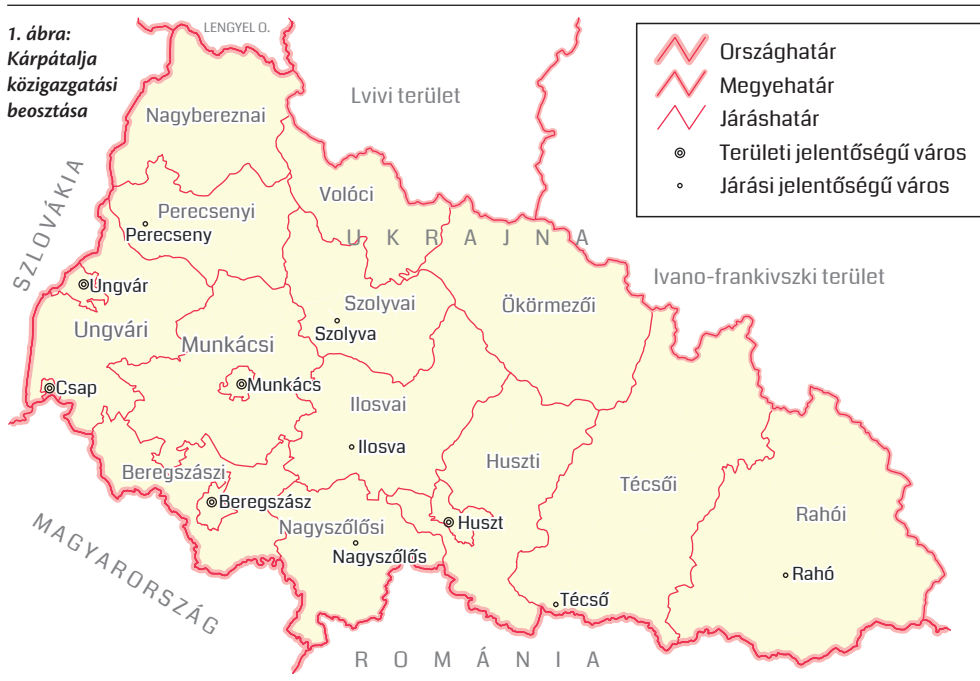 1. ábra:
Kárpátalja
közigazgatási
beosztása
LENGYEL O.
Lvivi terület
Országhatár
Megyehatár
Járáshatár
Területi jelentőségű város
Járási jelentőségű város
Nagybereznai
SZLOVÁKIA
Volóci
Perecsenyi
Perecseny
UKRAJNA
Ivano-frankivszki terület
Ungvár
Ungvári
Szolyvai
Szolyva
Ökörmezői
Munkácsi
Munkács
Csap
Ilosvai
Ilosva
Huszti
Beregszászi
Beregszász
Técsői
Nagyszőlősi
Nagyszőlős
Huszt
Rahói
Rahó
Técső
MAGYARORSZÁG
ROMÁNIA